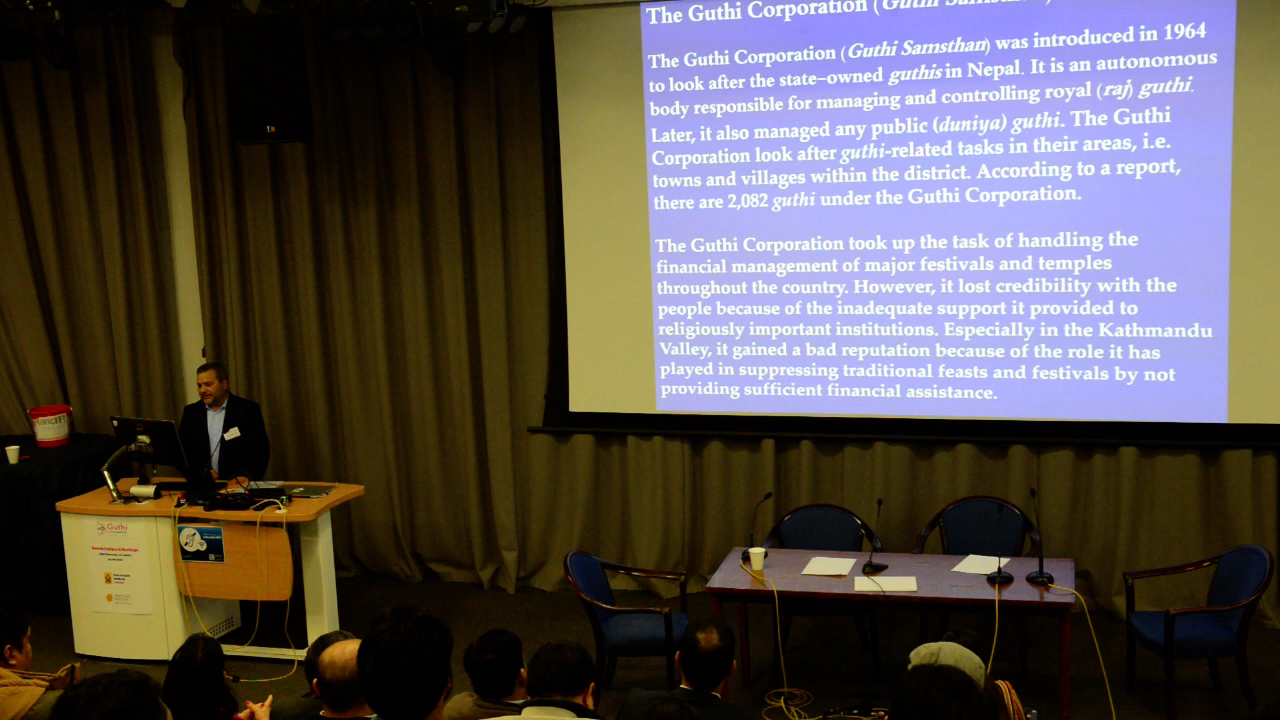 The Guthi Corporation (Guthi
The Guthi Corporation (Guthi Samsthan) was introduced in 1964
to look after the state–owned guthis in Nepal. It is an autonomous
body responsible for managing and controlling royal (raj) guthi.
Later, it also managed any public (duniya) guthi. The Guthi
Corporation look after guthi-related tasks in their areas, i.e.
towns and villages within the district. According to a report,
there are 2,082 guthi under the Guthi Corporation.
The Guthi Corporation took up the task of handling the
financial management of major festivals and temples
throughout the country. However, it lost credibility with the
people because of the inadequate support it provided to
religiously important institutions. Especially in the Kathmandu
Valley, it gained a bad reputation because of the role it has
played in suppressing traditional feasts and festivals by not
providing sufficient financial assistance.
Guthi